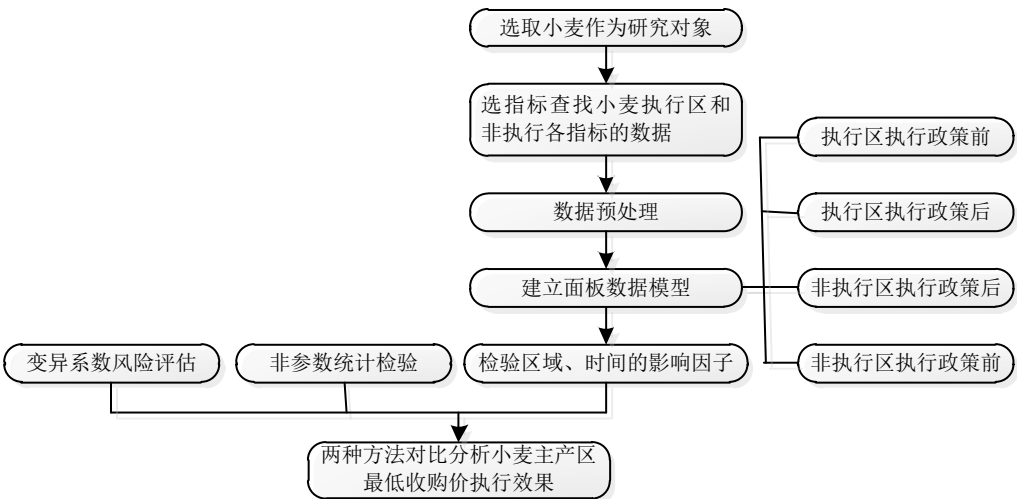 选取小麦作为研究对象
选指标查找小麦执行区和
非执行各指标的数据
执行区执行政策前
数据预处理
执行区执行政策后
建立面板数据模型
非执行区执行政策后
变异系数风险评估
非参数统计检验
检验区域、时间的影响因子
非执行区执行政策前
两种方法对比分析小麦主产区
最低收购价执行效果